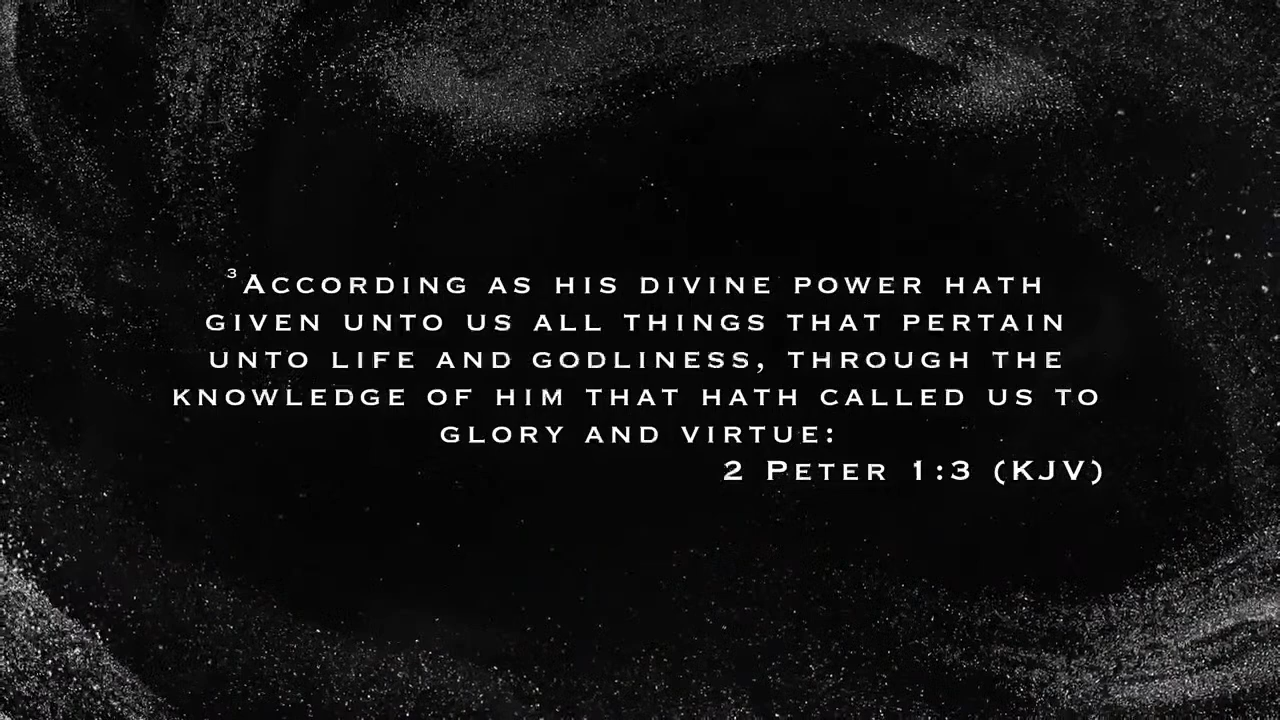 ³According as his divine power hath
given unto us all things that pertain
unto life and godliness, through the
knowledge of him that hath called us to
glory and virtue:
2 Peter 1:3 (KJV)